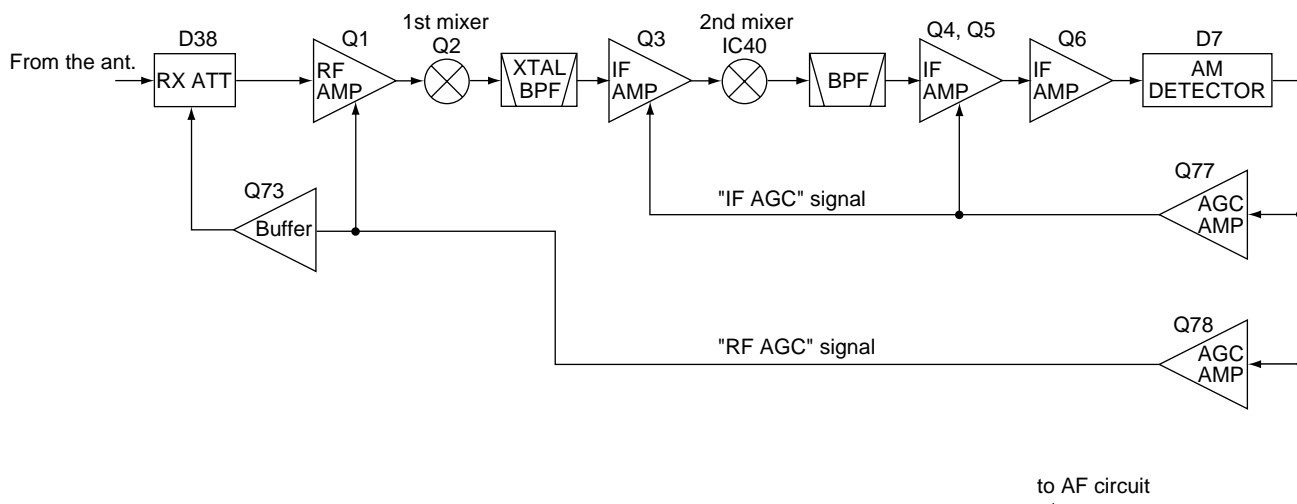 1st mixer
2nd mixer
D38
Q1
Q2
Q3
IC40
Q4, Q5
Q6
D7
From the ant.
RX ATT
RF
AMP
XTAL
BPF
IF
AMP
BPF
IF
AMP
IF
AMP
AM
DETECTOR
Q73
Buffer
"IF AGC" signal
Q77
AGC
AMP
"RF AGC" signal
Q78
AGC
AMP
to AF circuit